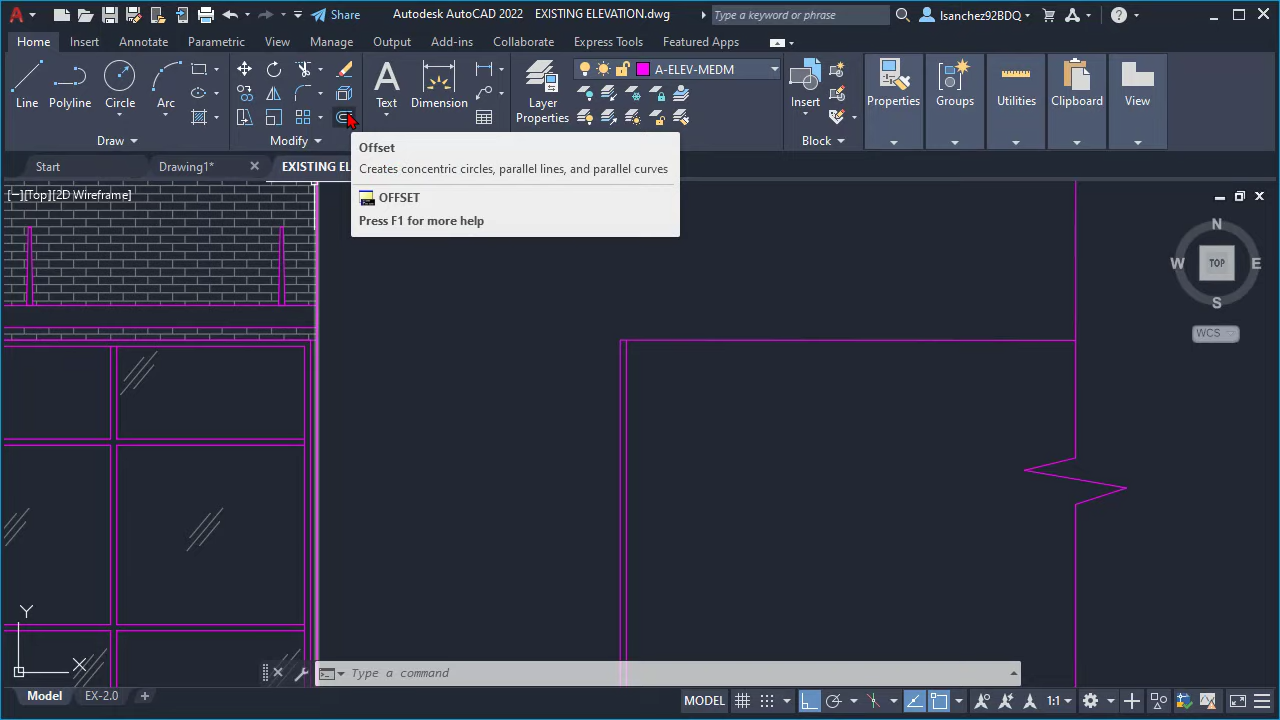 Share
Autodesk AutoCAD 2022 EXISTING ELEVATION.dwg
Type a keyword or phrase
lsanchez92BDQ
Home Insert Annotate Parametric View Manage Output Add-ins Collaborate Express Tools Featured Apps
A-ELEV-MEDM
Line Polyline Circle Arc Text Dimension Layer Properties Insert Properties Groups Utilities Clipboard View
Draw Modify Block
Start Drawing1* EXISTING EL
Offset
Creates concentric circles, parallel lines, and parallel curves
OFFSET
Press F1 for more help
[−][Top][2D Wireframe]
N
W TOP E
S
WCS
Y
X
Type a command
Model EX-2.0
MODEL 1:1